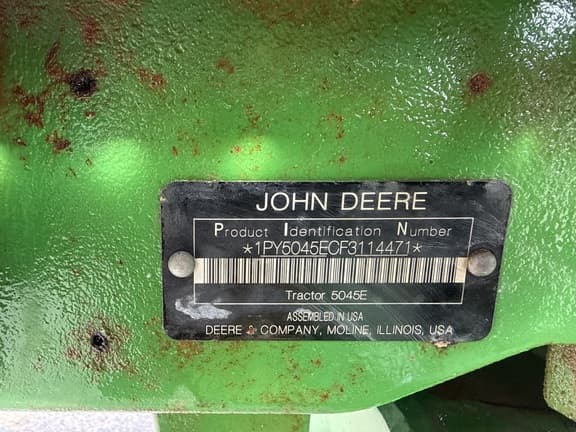 JOHN DEERE
Product Identification Number
*1PY5045ECF3114471*
Tractor 5045E
ASSEMBLED IN USA
DEERE & COMPANY, MOLINE, ILLINOIS, USA